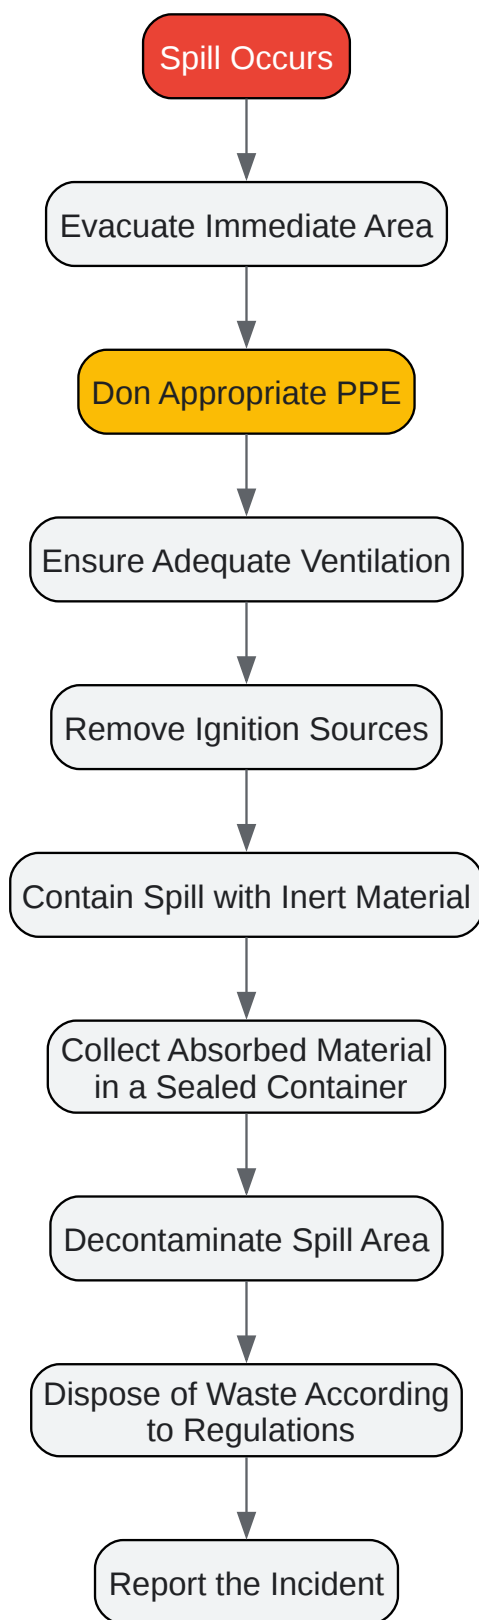 Spill Occurs
Evacuate Immediate Area
Don Appropriate PPE
Ensure Adequate Ventilation
Remove Ignition Sources
Contain Spill with Inert Material
Collect Absorbed Material
in a Sealed Container
Decontaminate Spill Area
Dispose of Waste According
to Regulations
Report the Incident